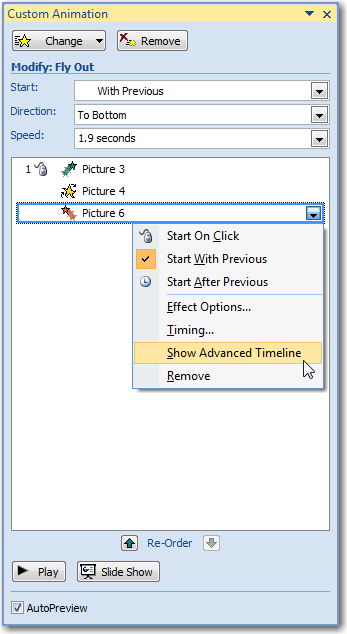 Custom Animation
Change Remove
Modify: Fly Out
Start: With Previous
Direction: To Bottom
Speed: 1.9 seconds
1 Picture 3
Picture 4
Picture 6
Start On Click
Start With Previous
Start After Previous
Effect Options...
Timing...
Show Advanced Timeline
Remove
Re-Order
Play Slide Show
AutoPreview